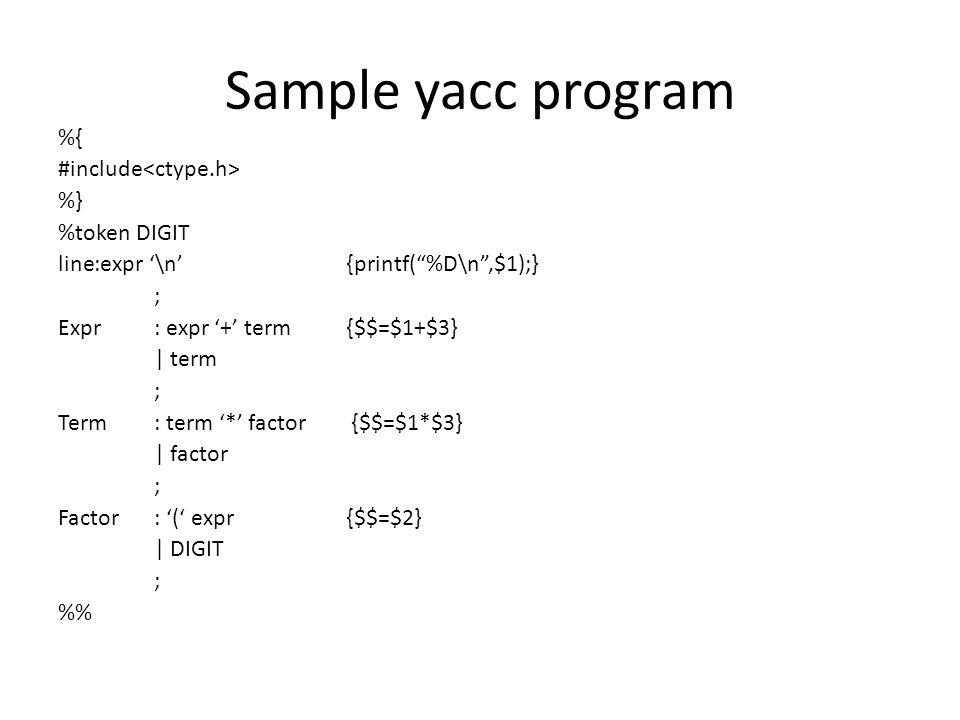 Sample yacc program
%{
#include<ctype.h>
%}
%token DIGIT
line:expr ‘\n’ {printf(“%D\n”,$1);}
;
Expr : expr ‘+’ term {$$=$1+$3}
| term
;
Term : term ‘*’ factor {$$=$1*$3}
| factor
;
Factor : ‘(‘ expr {$$=$2}
| DIGIT
;
%%